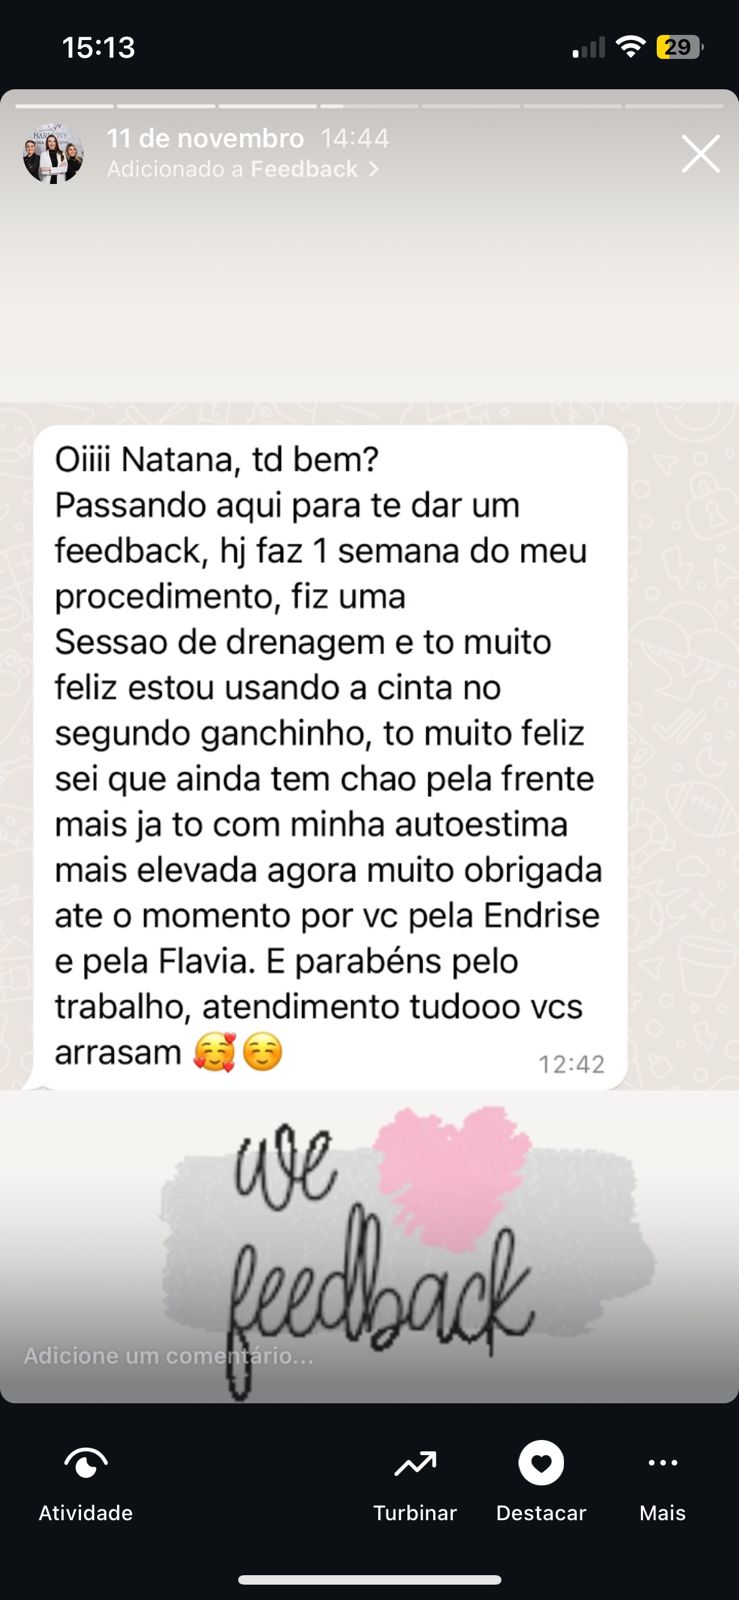 15:13
29
11 de novembro 14:44
Adicionado a Feedback
Oiiii Natana, td bem?
Passando aqui para te dar um
feedback, hj faz 1 semana do meu
procedimento, fiz uma
Sessao de drenagem e to muito
feliz estou usando a cinta no
segundo ganchinho, to muito feliz
sei que ainda tem chao pela frente
mais ja to com minha autoestima
mais elevada agora muito obrigada
ate o momento por vc pela Endrise
e pela Flavia. E parabéns pelo
trabalho, atendimento tudooo vcs
arrasam 🥰☺️
12:42
we
feedback
Adicione um comentário...
Atividade
Turbinar
Destacar
Mais